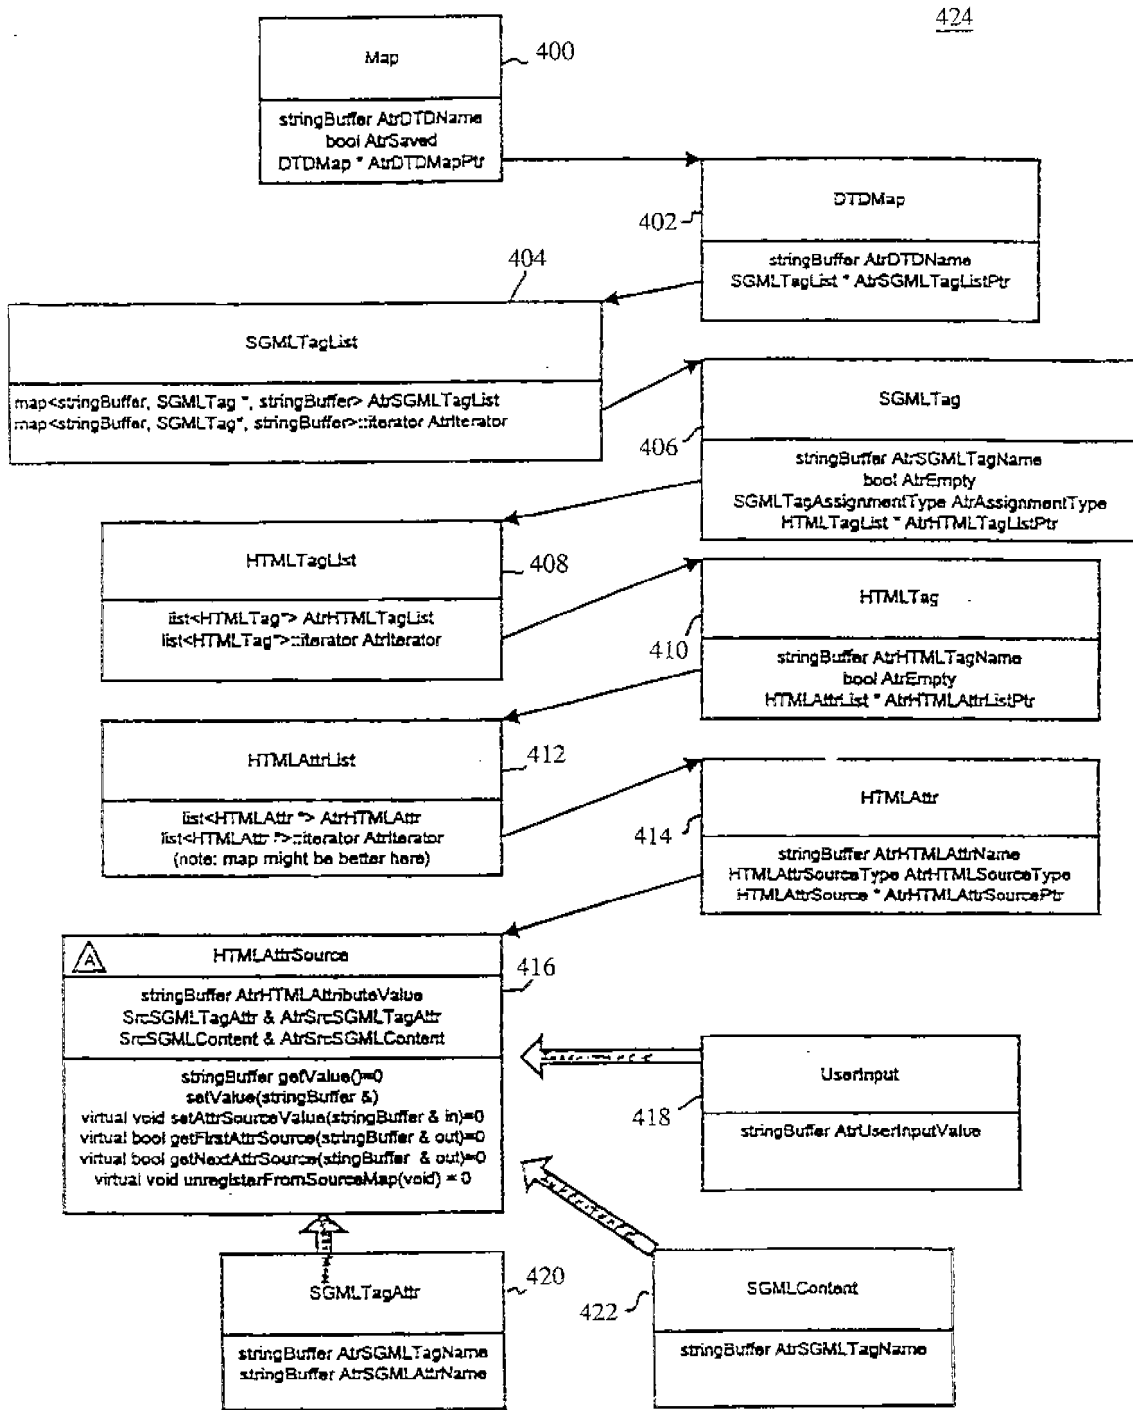 424
Map
400
stringBuffer AtrDTDName
bool AtrSaved
DTDMap * AtrDTDMapPtr
DTDMap
402
stringBuffer AtrDTDName
SGMLTagList * AtrSGMLTagListPtr
404
SGMLTagList
map<stringBuffer, SGMLTag *, stringBuffer> AtrSGMLTagList
map<stringBuffer, SGMLTag*, stringBuffer>::iterator AtrIterator
SGMLTag
406
stringBuffer AtrSGMLTagName
bool AtrEmpty
SGMLTagAssignmentType AtrAssignmentType
HTMLTagList * AtrHTMLTagListPtr
HTMLTagList
408
list<HTMLTag*> AtrHTMLTagList
list<HTMLTag*>::iterator AtrIterator
HTMLTag
410
stringBuffer AtrHTMLTagName
bool AtrEmpty
HTMLAttrList * AtrHTMLAttrListPtr
HTMLAttrList
412
list<HTMLAttr *> AtrHTMLAttr
list<HTMLAttr *>::iterator AtrIterator
(note: map might be better here)
HTMLAttr
414
stringBuffer AtrHTMLAttrName
HTMLAttrSourceType AtrHTMLSourceType
HTMLAttrSource * AtrHTMLAttrSourcePtr
A
HTMLAttrSource
416
stringBuffer AtrHTMLAttributeValue
SrcSGMLTagAttr & AtrSrcSGMLTagAttr
SrcSGMLContent & AtrSrcSGMLContent
stringBuffer getValue()=0
setValue(stringBuffer &)
virtual void setAttrSourceValue(stringBuffer & in)=0
virtual bool getFirstAttrSource(stringBuffer & out)=0
virtual bool getNextAttrSource(stingBuffer & out)=0
virtual void unregisterFromSourceMap(void) = 0
UserInput
418
stringBuffer AtrUserInputValue
SGMLTagAttr
420
stringBuffer AtrSGMLTagName
stringBuffer AtrSGMLAttrName
SGMLContent
422
stringBuffer AtrSGMLTagName